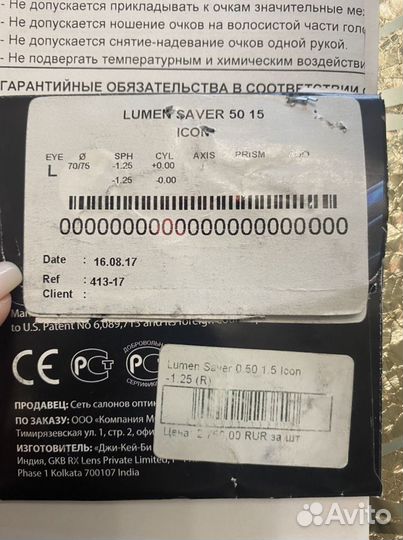 - Не допускается прикладывать к очкам значительные
- Не допускается ношение очков на волосистой части
- Не допускается снятие-надевание очков одной рукой.
- Не подвергать температурным и химическим
ГАРАНТИЙНЫЕ ОБЯЗАТЕЛЬСТВА В СООТВЕТСТВИИ
LUMEN SAVER 50 15
ICON
EYE Ø SPH CYL AXIS PRISM
L 70/75 -1.25 +0.00
-1.25 -0.00
0000000000000000000000000
Date : 16.08.17
Ref : 413-17
Client :
to U.S. Patent No 6,089,713 and its foreign
CE РСТ ДОБРОВОЛЬНАЯ РСТ
Lumen Saver 0.50 1.5 Icon
-1.25 (R)
Цена: RUR за шт
ПРОДАВЕЦ: Сеть салонов
ПО ЗАКАЗУ: ООО «Компания
Тимирязевская ул., 1, стр. 2,
ИЗГОТОВИТЕЛЬ: «Джи-Кей-Би
Индия, GKB RX Lens Private Limited,
Phase 1 Kolkata 700107 India
Avito